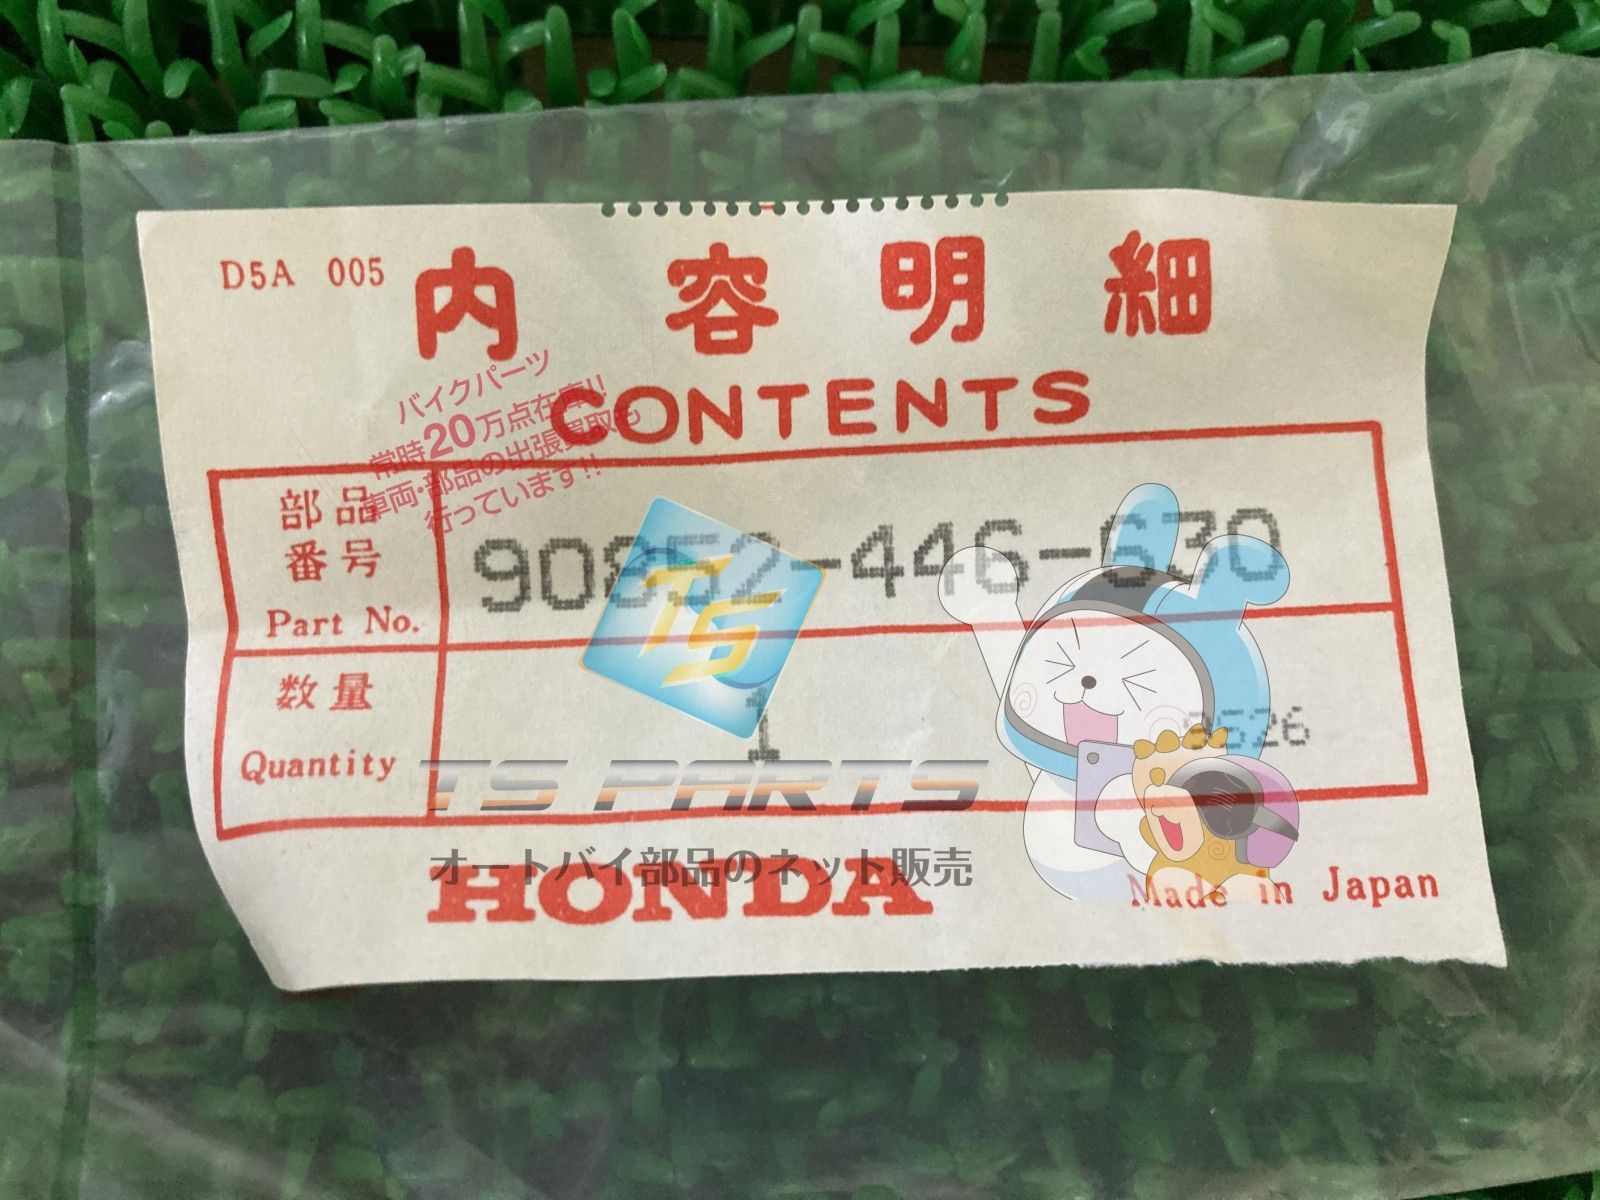 D5A 005
内容明細
CONTENTS
バイクパーツ
常時20万点在庫!!
車両・部品の出張買取も
行っています!!
部品
番号
Part No.
90852-446-630
数量
Quantity
1
TS
TS PARTS
オートバイ部品のネット販売
HONDA
Made in Japan